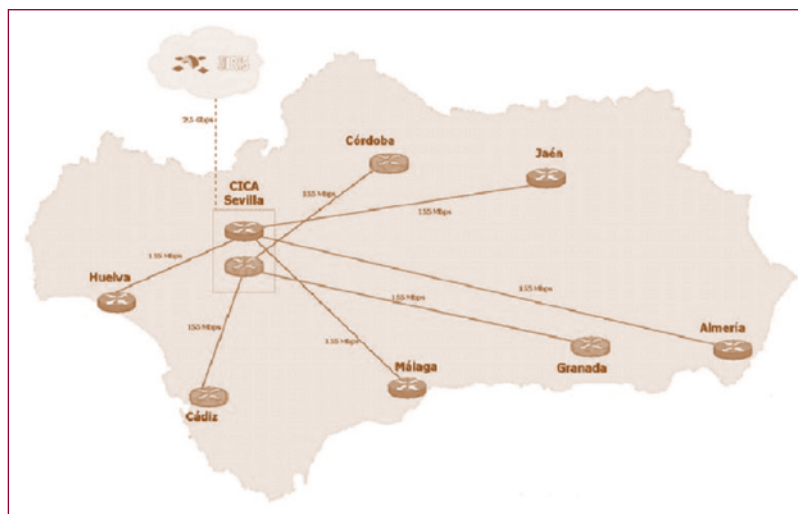 Córdoba
Jaén
CICA
Sevilla
155 Mbps
155 Mbps
155 Mbps
Huelva
155 Mbps
155 Mbps
155 Mbps
155 Mbps
Almería
Málaga
Granada
Cádiz